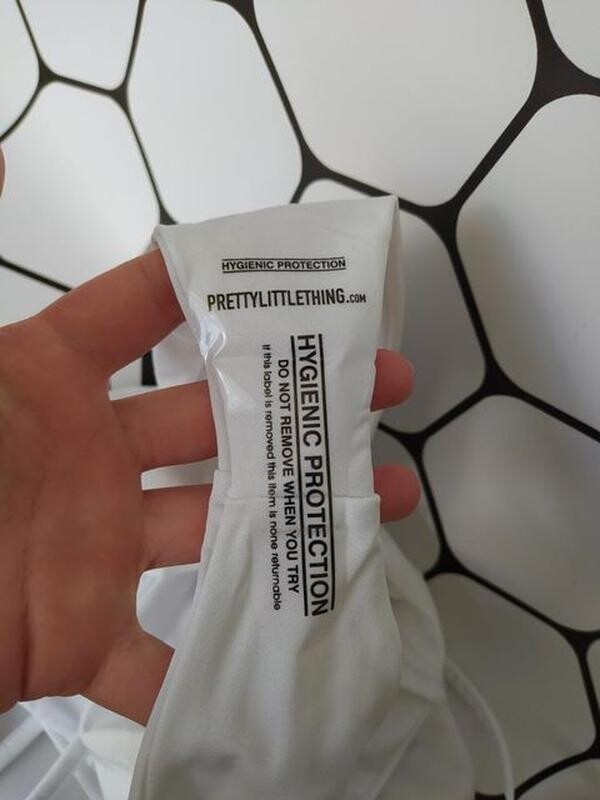 HYGIENIC PROTECTION
PRETTYLITTLETHING.COM
HYGIENIC PROTECTION
DO NOT REMOVE WHEN YOU TRY
If this label is removed this item is none returnable